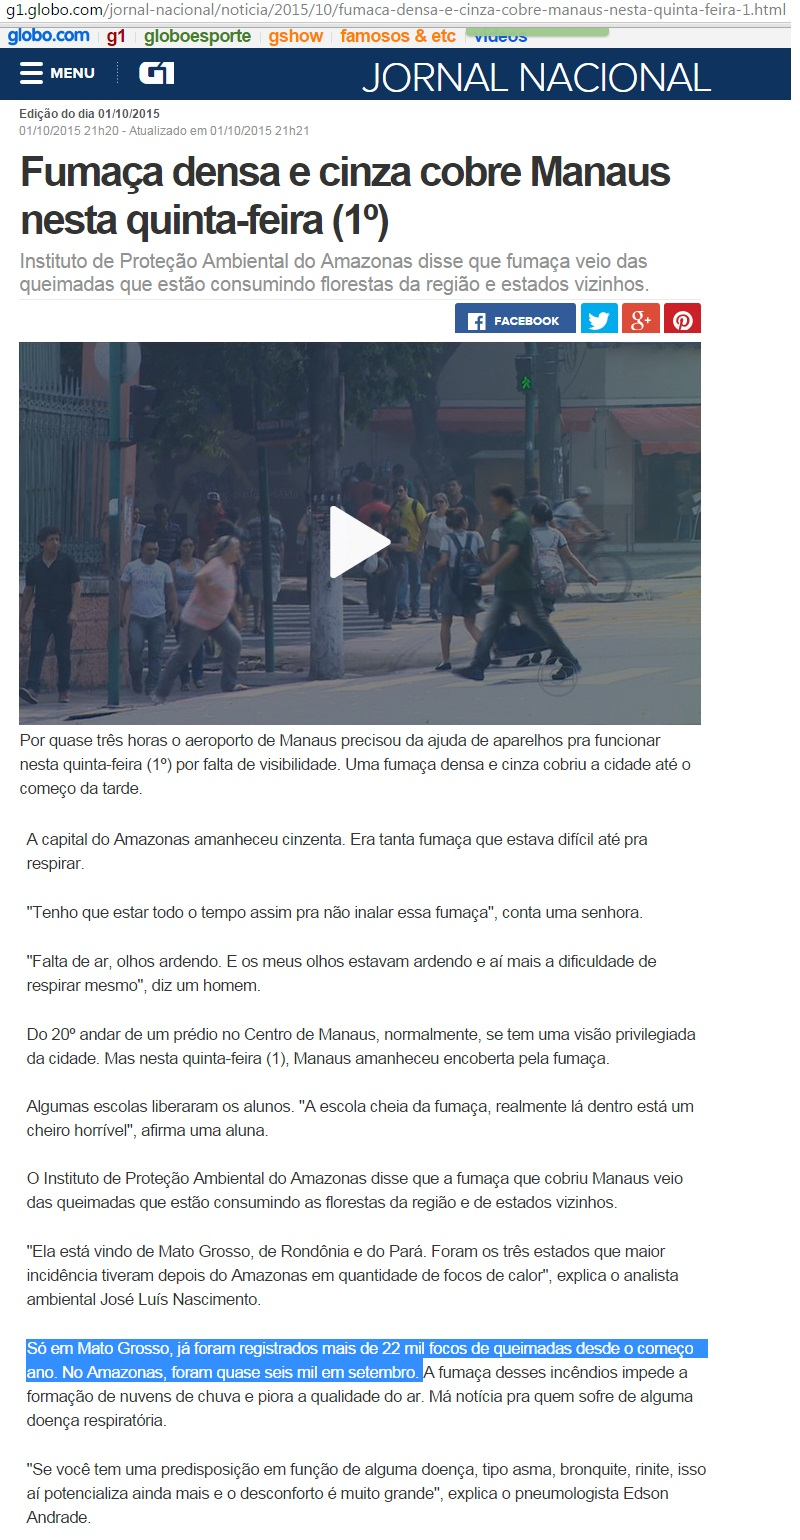 g1.globo.com/jornal-nacional/noticia/2015/10/fumaca-densa-e-cinza-cobre-manaus-nesta-quinta-feira-1.html
globo.com g1 globoesporte gshow famosos & etc vídeos
MENU G1 JORNAL NACIONAL
Edição do dia 01/10/2015
01/10/2015 21h20 - Atualizado em 01/10/2015 21h21
Fumaça densa e cinza cobre Manaus
nesta quinta-feira (1º)
Instituto de Proteção Ambiental do Amazonas disse que fumaça veio das
queimadas que estão consumindo florestas da região e estados vizinhos.
FACEBOOK g+
Por quase três horas o aeroporto de Manaus precisou da ajuda de aparelhos pra funcionar
nesta quinta-feira (1º) por falta de visibilidade. Uma fumaça densa e cinza cobriu a cidade até o
começo da tarde.
A capital do Amazonas amanheceu cinzenta. Era tanta fumaça que estava difícil até pra
respirar.
"Tenho que estar todo o tempo assim pra não inalar essa fumaça", conta uma senhora.
"Falta de ar, olhos ardendo. E os meus olhos estavam ardendo e aí mais a dificuldade de
respirar mesmo", diz um homem.
Do 20º andar de um prédio no Centro de Manaus, normalmente, se tem uma visão privilegiada
da cidade. Mas nesta quinta-feira (1), Manaus amanheceu encoberta pela fumaça.
Algumas escolas liberaram os alunos. "A escola cheia da fumaça, realmente lá dentro está um
cheiro horrível", afirma uma aluna.
O Instituto de Proteção Ambiental do Amazonas disse que a fumaça que cobriu Manaus veio
das queimadas que estão consumindo as florestas da região e de estados vizinhos.
"Ela está vindo de Mato Grosso, de Rondônia e do Pará. Foram os três estados que maior
incidência tiveram depois do Amazonas em quantidade de focos de calor", explica o analista
ambiental José Luís Nascimento.
Só em Mato Grosso, já foram registrados mais de 22 mil focos de queimadas desde o começo
ano. No Amazonas, foram quase seis mil em setembro. A fumaça desses incêndios impede a
formação de nuvens de chuva e piora a qualidade do ar. Má notícia pra quem sofre de alguma
doença respiratória.
"Se você tem uma predisposição em função de alguma doença, tipo asma, bronquite, rinite, isso
aí potencializa ainda mais e o desconforto é muito grande", explica o pneumologista Edson
Andrade.